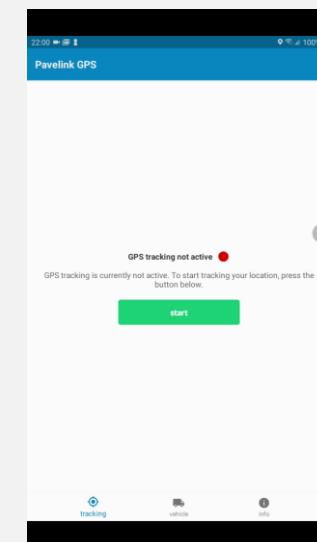 22:00 100%
Pavelink GPS
GPS tracking not active
GPS tracking is currently not active. To start tracking your location, press the
button below.
start
tracking vehicle info